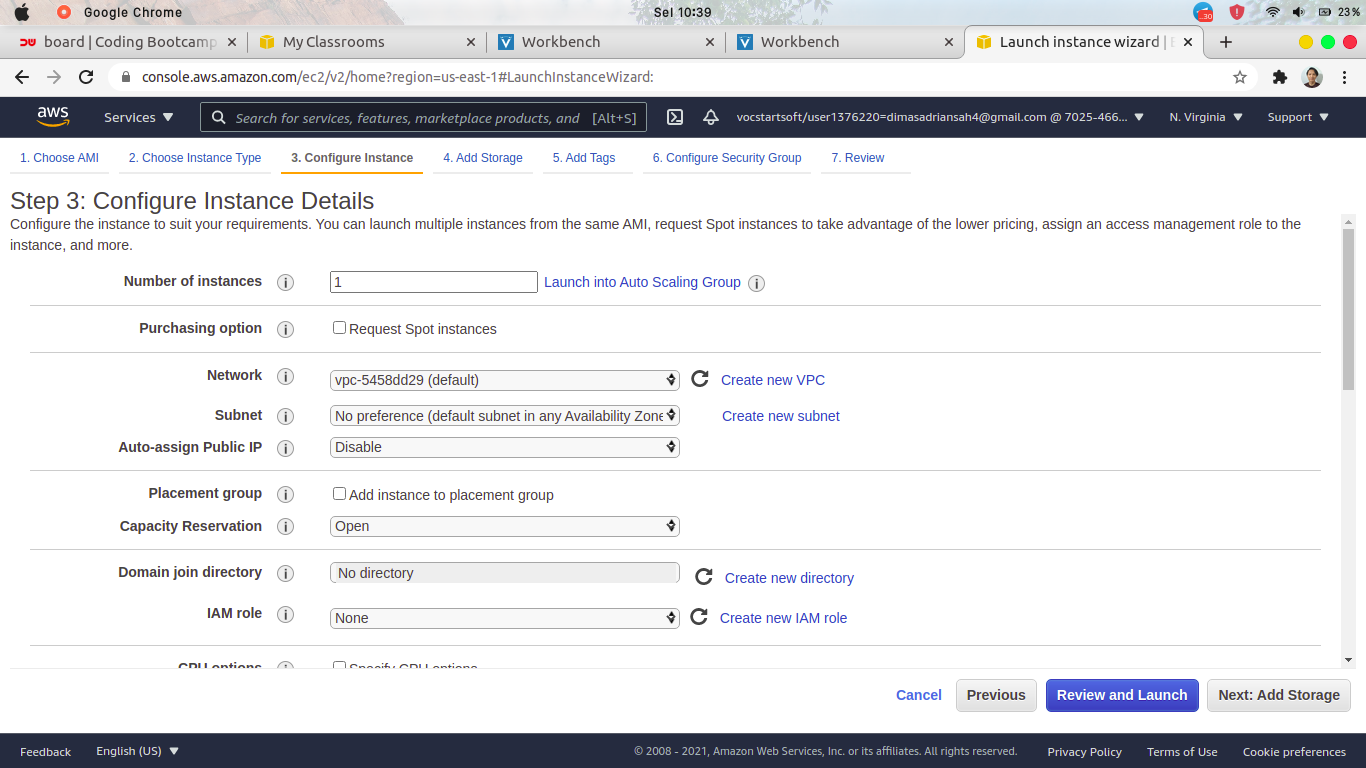 Google Chrome
Sel 10:39
30
23%
board | Coding Bootcamp
My Classrooms
Workbench
Workbench
Launch instance wizard | E
console.aws.amazon.com/ec2/v2/home?region=us-east-1#LaunchInstanceWizard:
aws
Services
Search for services, features, marketplace products, and
[Alt+S]
vocstartsoft/user1376220=dimasadriansah4@gmail.com @ 7025-466...
N. Virginia
Support
1. Choose AMI
2. Choose Instance Type
3. Configure Instance
4. Add Storage
5. Add Tags
6. Configure Security Group
7. Review
Step 3: Configure Instance Details
Configure the instance to suit your requirements. You can launch multiple instances from the same AMI, request Spot instances to take advantage of the lower pricing, assign an access management role to the
instance, and more.
Number of instances
1
Launch into Auto Scaling Group
Purchasing option
Request Spot instances
Network
vpc-5458dd29 (default)
Create new VPC
Subnet
No preference (default subnet in any Availability Zone
Create new subnet
Auto-assign Public IP
Disable
Placement group
Add instance to placement group
Capacity Reservation
Open
Domain join directory
No directory
Create new directory
IAM role
None
Create new IAM role
CPU options
Specify CPU options
Cancel
Previous
Review and Launch
Next: Add Storage
Feedback
English (US)
© 2008 - 2021, Amazon Web Services, Inc. or its affiliates. All rights reserved.
Privacy Policy
Terms of Use
Cookie preferences